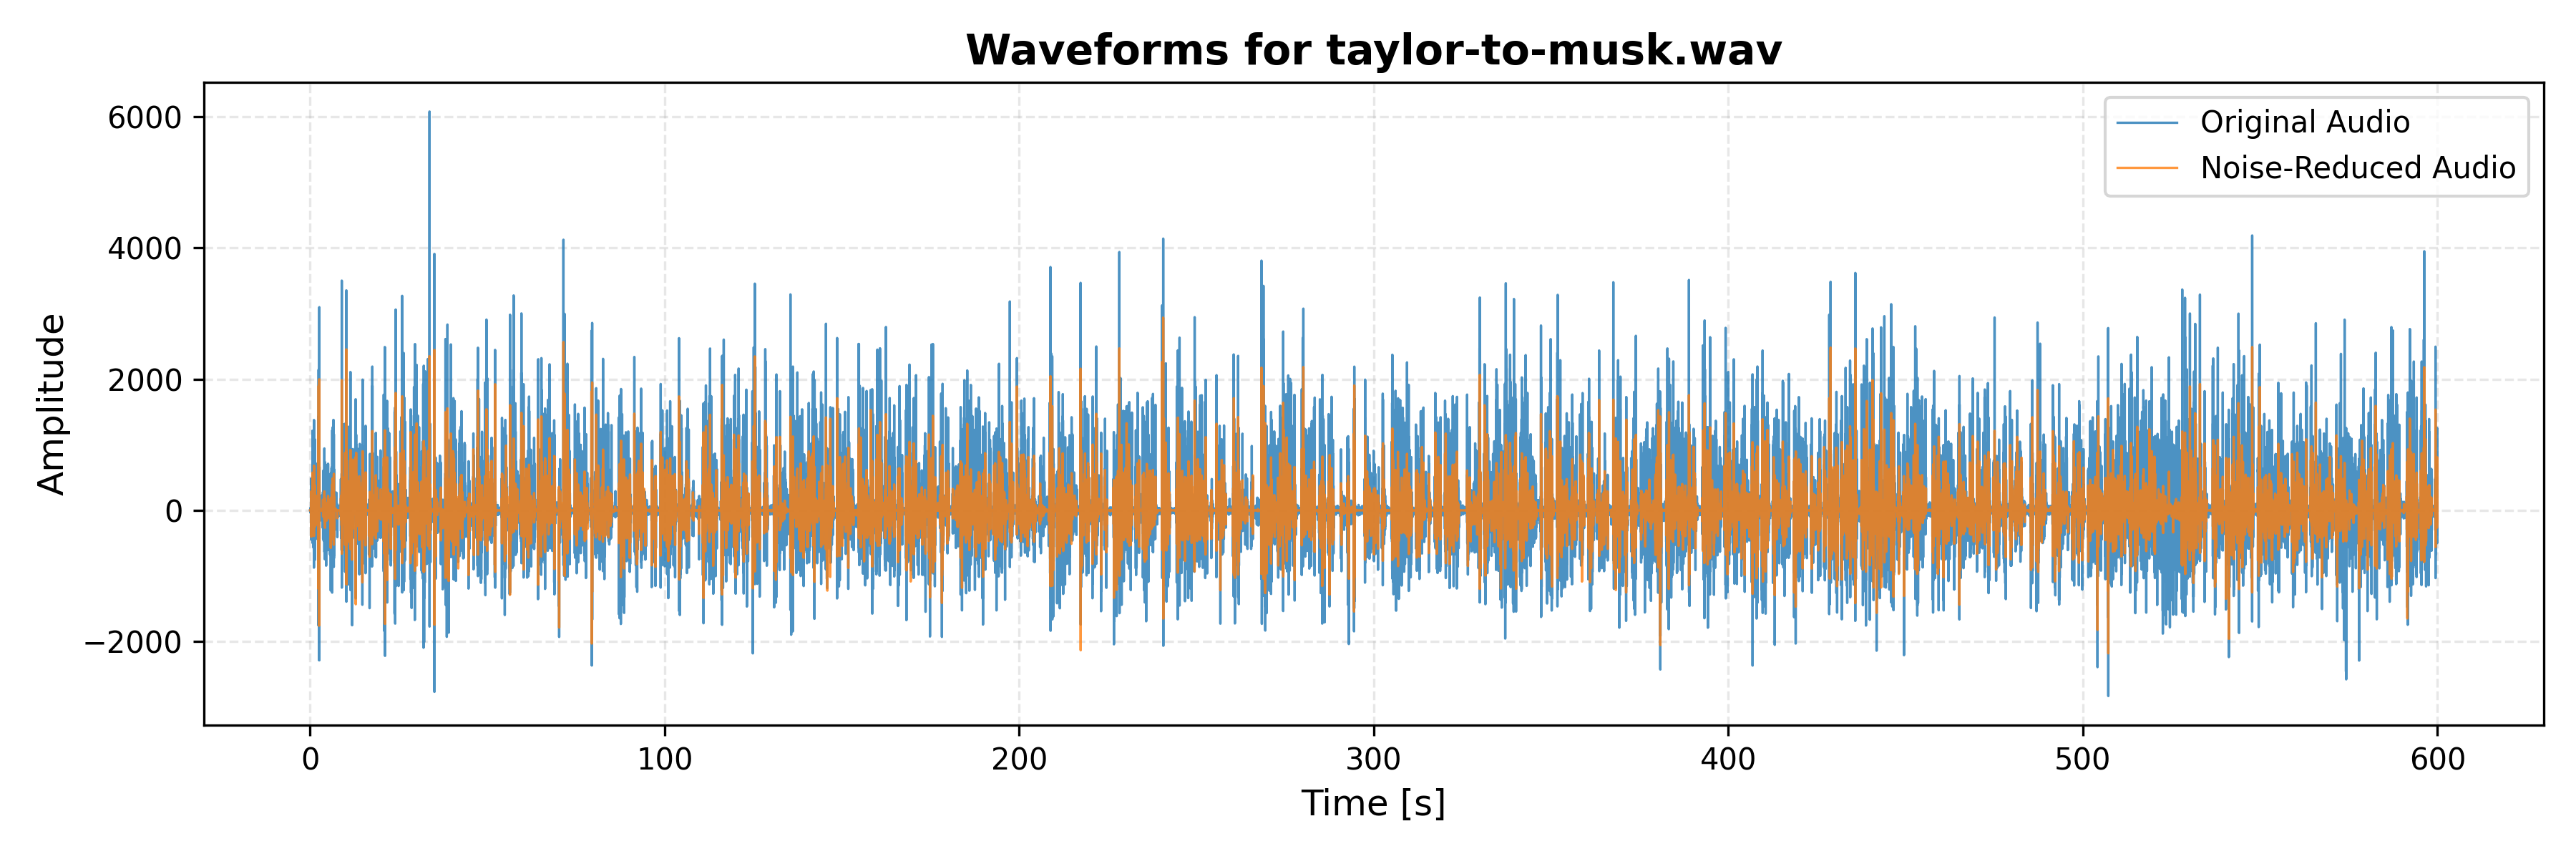 Waveforms for taylor-to-musk.wav
Original Audio
Noise-Reduced Audio
Amplitude
6000
4000
2000
0
−2000
0 100 200 300 400 500 600
Time [s]